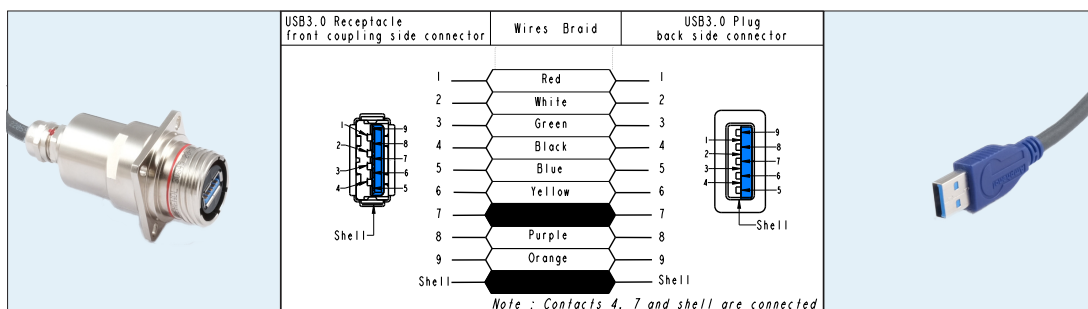 USB3.0 Receptacle
front coupling side connector
Wires Braid
USB3.0 Plug
back side connector
1 Red 1
2 White 2
3 Green 3
4 Black 4
5 Blue 5
6 Yellow 6
7 7
8 Purple 8
9 Orange 9
Shell Shell
1
2
3
4
9
8
7
6
5
Shell
1
2
3
4
9
8
7
6
5
Shell
Note : Contacts 4, 7 and shell are connected